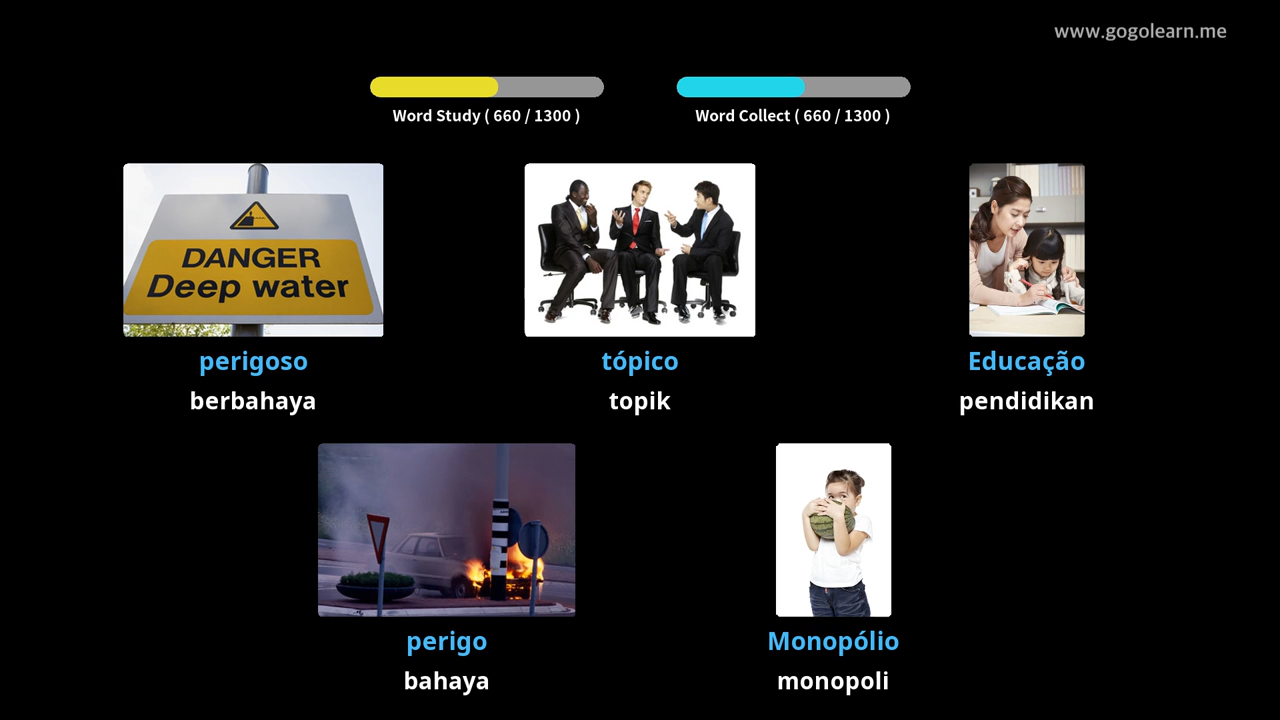 www.gogolearn.me
Word Study ( 660 / 1300 )
Word Collect ( 660 / 1300 )
DANGER
Deep water
perigoso
berbahaya
tópico
topik
Educação
pendidikan
perigo
bahaya
Monopólio
monopoli